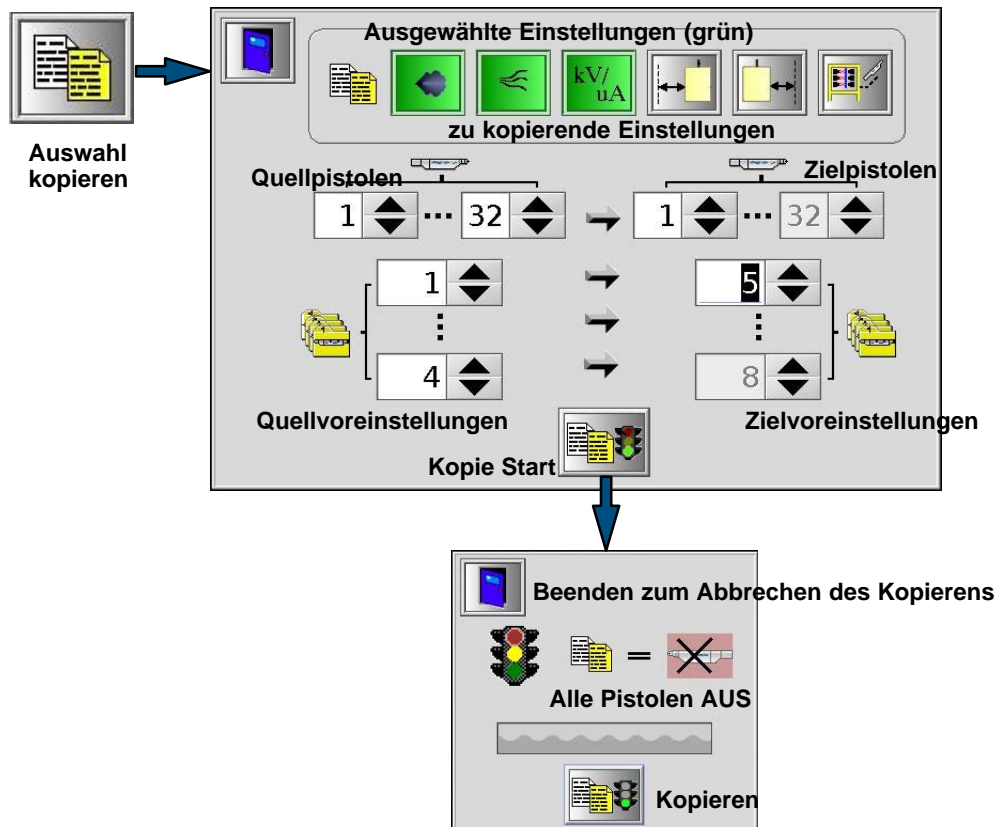 Auswahl
kopieren
Ausgewählte Einstellungen (grün)
kV/
uA
zu kopierende Einstellungen
Quellpistolen
Zielpistolen
1 ... 32 1 ... 32
1 5
4 8
Quellvoreinstellungen
Zielvoreinstellungen
Kopie Start
Beenden zum Abbrechen des Kopierens
=
Alle Pistolen AUS
Kopieren